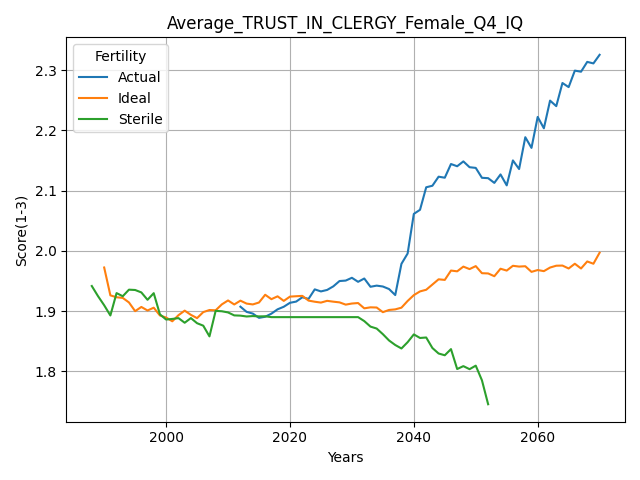 Average_TRUST_IN_CLERGY_Female_Q4_IQ
Fertility
Actual
Ideal
Sterile
Score(1-3)
2.3
2.2
2.1
2.0
1.9
1.8
2000
2020
2040
2060
Years